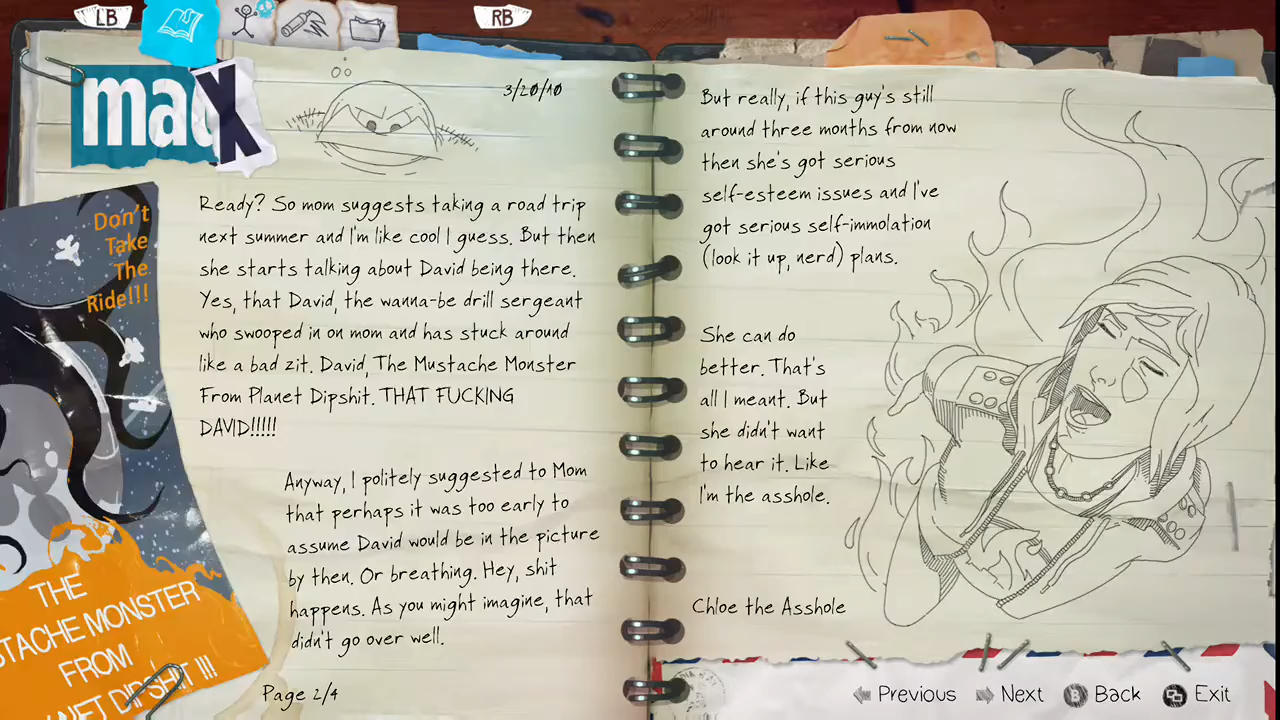 LB
RB
max
3/20/10
Don't
Take
The
Ride!!!
Ready? So mom suggests taking a road trip
next summer and I'm like cool I guess. But then
she starts talking about David being there.
Yes, that David, the wanna-be drill sergeant
who swooped in on mom and has stuck around
like a bad zit. David, The Mustache Monster
From Planet Dipshit. THAT FUCKING
DAVID!!!!!
Anyway, I politely suggested to Mom
that perhaps it was too early to
assume David would be in the picture
by then. Or breathing. Hey, shit
happens. As you might imagine, that
didn't go over well.
THE
STACHE MONSTER
FROM
NET DIPSHIT !!!
Page 2/4
But really, if this guy's still
around three months from now
then she's got serious
self-esteem issues and I've
got serious self-immolation
(look it up, nerd) plans.
She can do
better. That's
all I meant. But
she didn't want
to hear it. Like
I'm the asshole.
Chloe the Asshole
Previous
Next
B Back
Exit